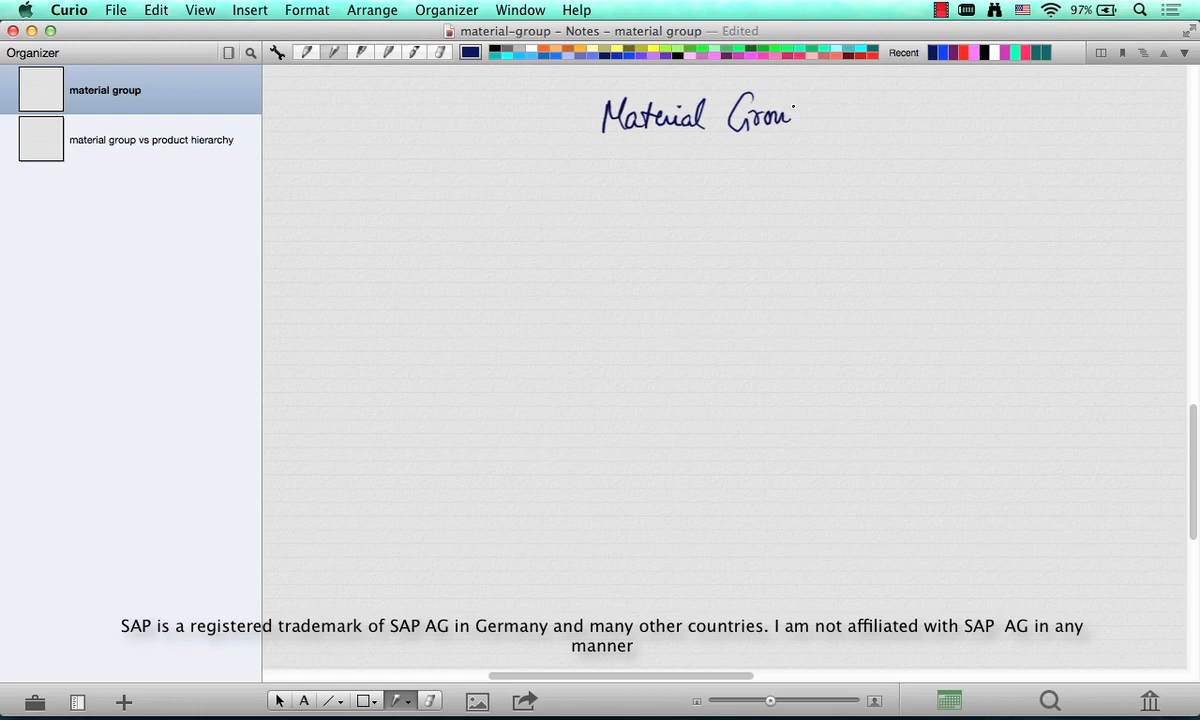 Curio File Edit View Insert Format Arrange Organizer Window Help 97%
material-group – Notes – material group — Edited
Organizer Recent
material group
material group vs product hierarchy
Material Grou
A
SAP is a registered trademark of SAP AG in Germany and many other countries. I am not affiliated with SAP AG in any
manner